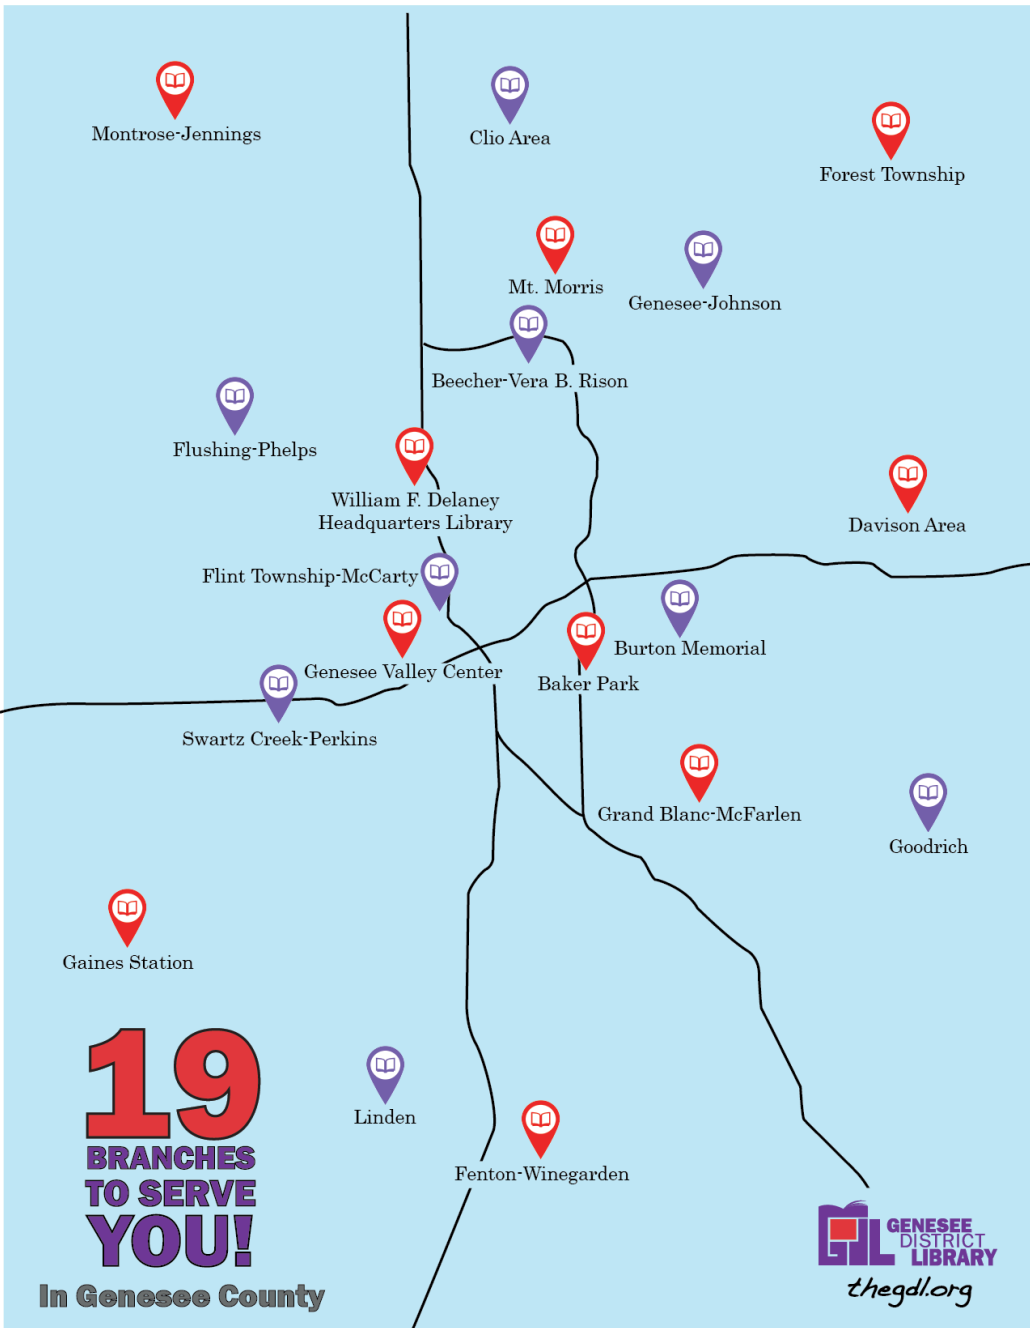 Montrose-Jennings
Clio Area
Forest Township
Mt. Morris
Genesee-Johnson
Beecher-Vera B. Rison
Flushing-Phelps
William F. Delaney
Headquarters Library
Davison Area
Flint Township-McCarty
Burton Memorial
Genesee Valley Center
Baker Park
Swartz Creek-Perkins
Grand Blanc-McFarlen
Goodrich
Gaines Station
Linden
Fenton-Winegarden
19
BRANCHES
TO SERVE
YOU!
In Genesee County
GDL
GENESEE
DISTRICT
LIBRARY
thegdl.org